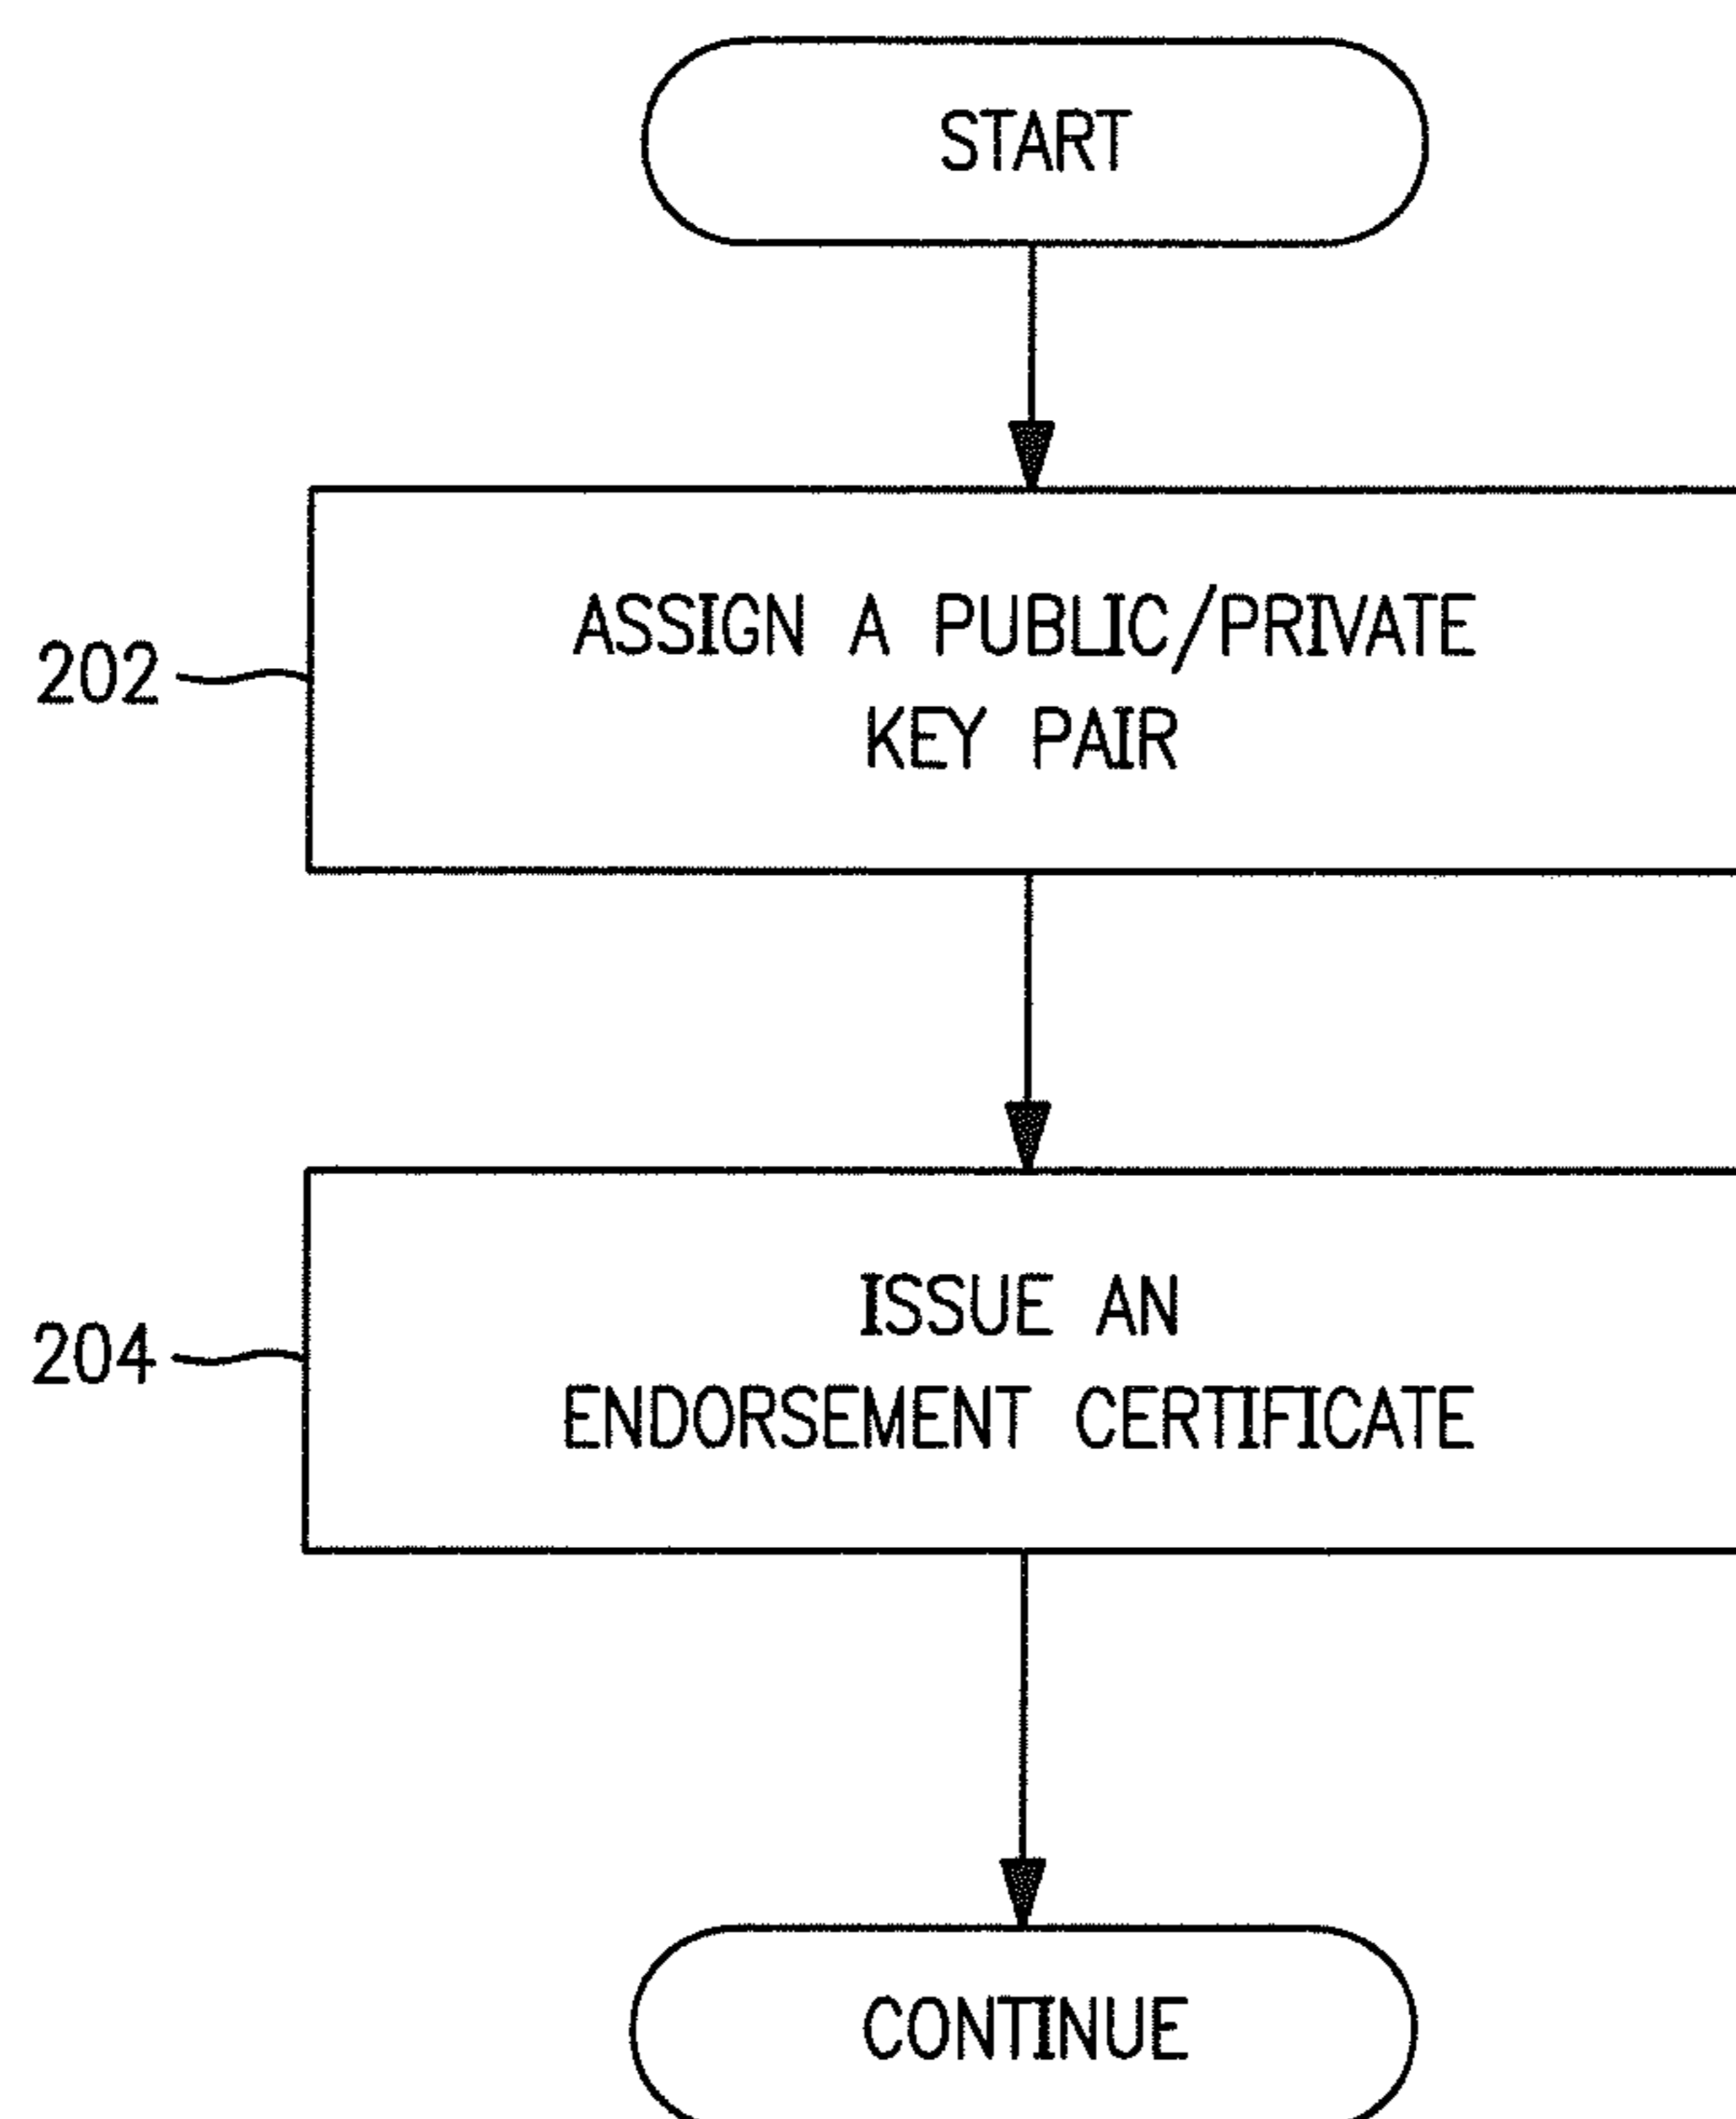 START
202
ASSIGN A PUBLIC/PRIVATE
KEY PAIR
204
ISSUE AN
ENDORSEMENT CERTIFICATE
CONTINUE